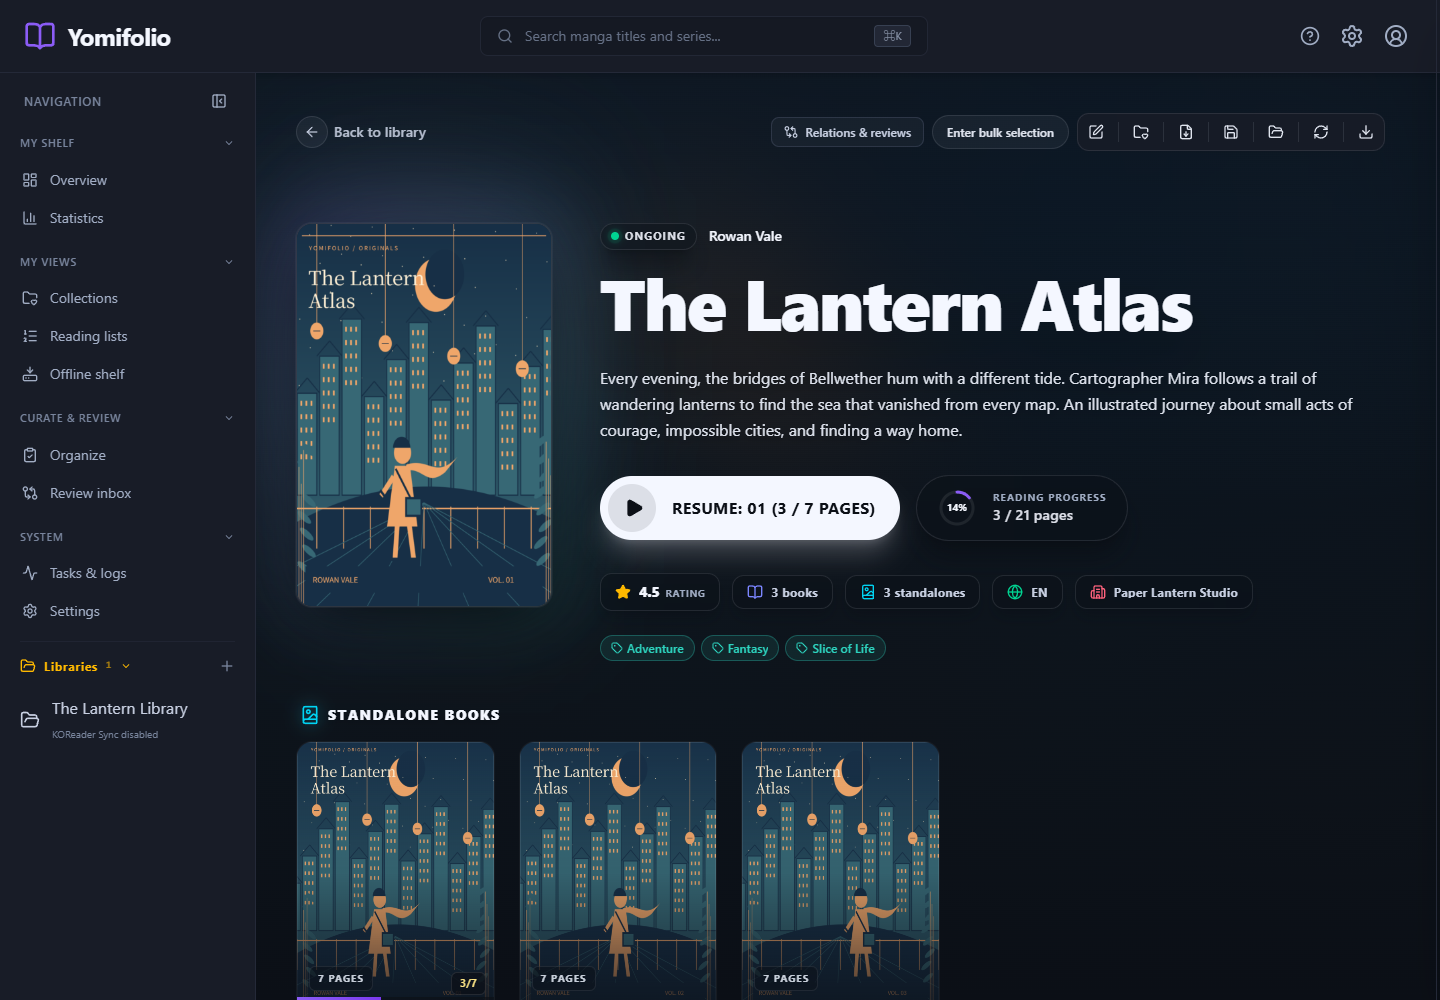 Yomifolio
Search manga titles and series...
⌘K
NAVIGATION
MY SHELF
Overview
Statistics
MY VIEWS
Collections
Reading lists
Offline shelf
CURATE & REVIEW
Organize
Review inbox
SYSTEM
Tasks & logs
Settings
Libraries 1
The Lantern Library
KOReader Sync disabled
Back to library
Relations & reviews
Enter bulk selection
YOMIFOLIO / ORIGINALS
The Lantern
Atlas
ROWAN VALE
VOL. 01
ONGOING
Rowan Vale
The Lantern Atlas
Every evening, the bridges of Bellwether hum with a different tide. Cartographer Mira follows a trail of
wandering lanterns to find the sea that vanished from every map. An illustrated journey about small acts of
courage, impossible cities, and finding a way home.
RESUME: 01 (3 / 7 PAGES)
14%
READING PROGRESS
3 / 21 pages
4.5 RATING
3 books
3 standalones
EN
Paper Lantern Studio
Adventure
Fantasy
Slice of Life
STANDALONE BOOKS
YOMIFOLIO / ORIGINALS
The Lantern
Atlas
7 PAGES
3/7
YOMIFOLIO / ORIGINALS
The Lantern
Atlas
7 PAGES
YOMIFOLIO / ORIGINALS
The Lantern
Atlas
7 PAGES